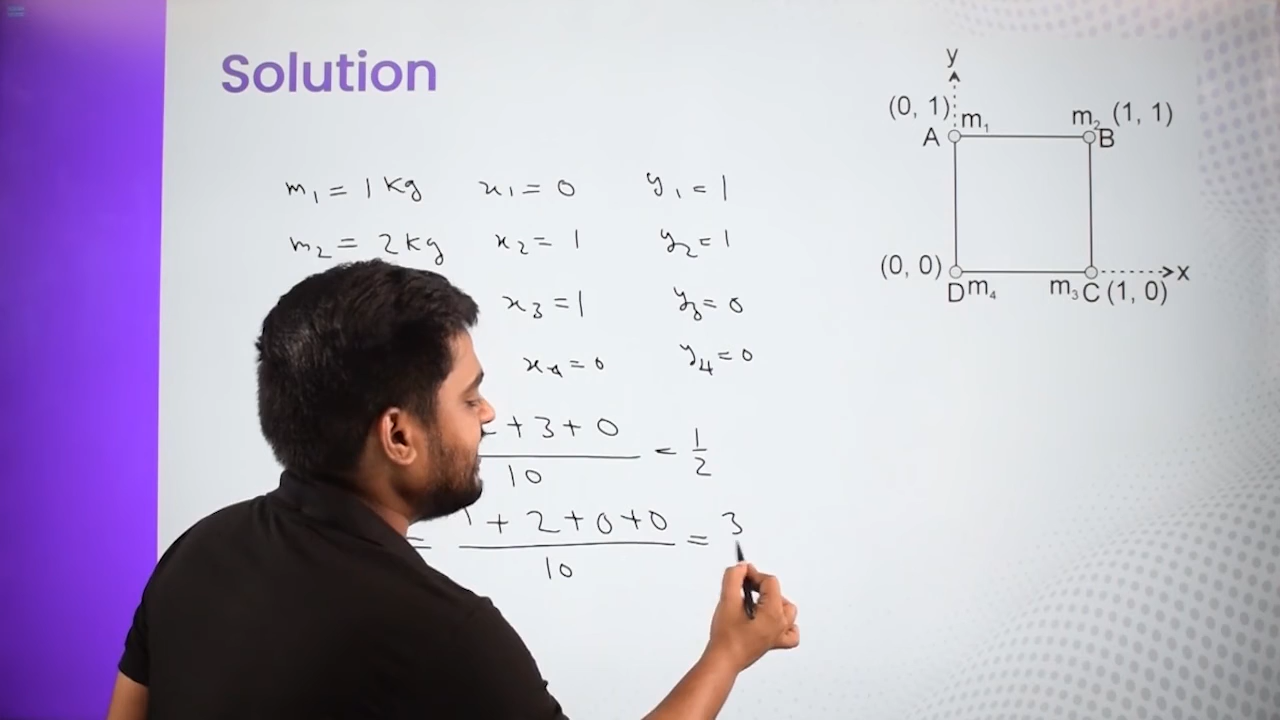 Solution
m₁ = 1 kg x₁ = 0 y₁ = 1
m₂ = 2 kg x₂ = 1 y₂ = 1
x₃ = 1 y₃ = 0
x₄ = 0 y₄ = 0
+ 3 + 0
10
= 1/2
= 1 + 2 + 0 + 0 = 3
10
y
(0, 1) m₁ m₂ (1, 1)
A B
(0, 0) x
D m₄ m₃ C (1, 0)